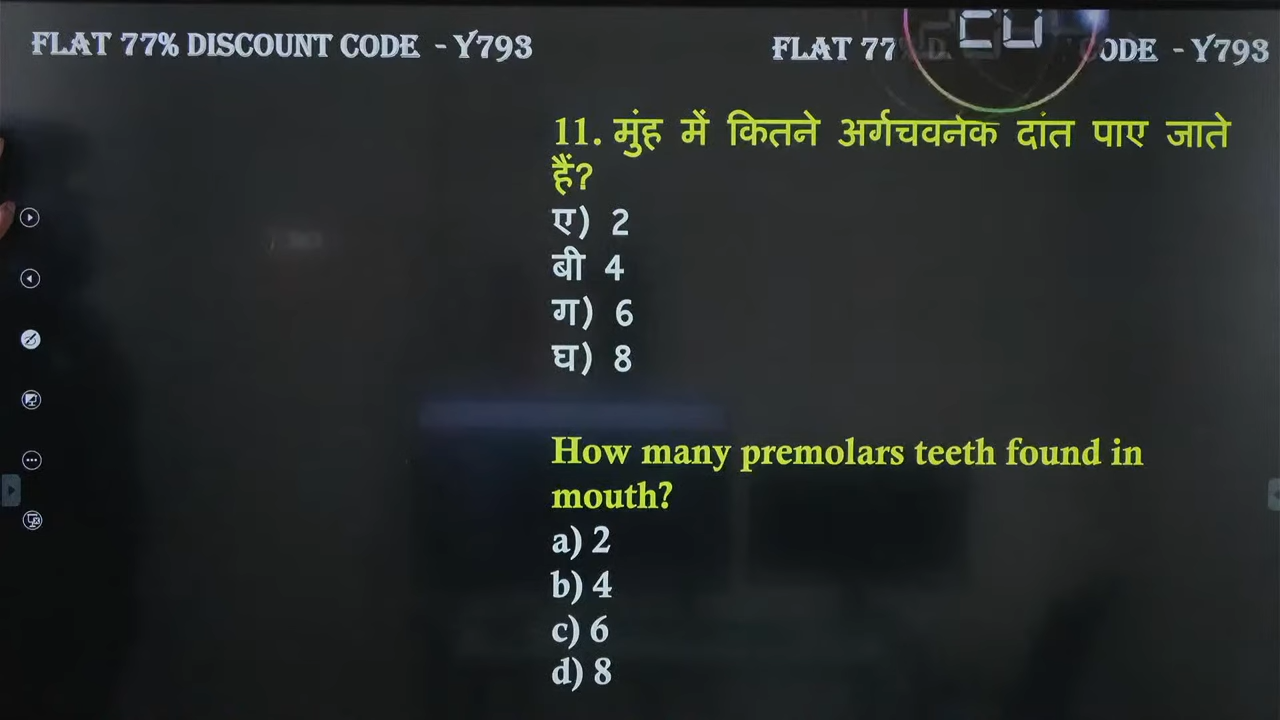 FLAT 77% DISCOUNT CODE - Y793
FLAT 77 ODE - Y793
11. मुंह में कितने अर्गचवनेक दांत पाए जाते
हैं?
ए) 2
बी 4
ग) 6
घ) 8
How many premolars teeth found in
mouth?
a) 2
b) 4
c) 6
d) 8